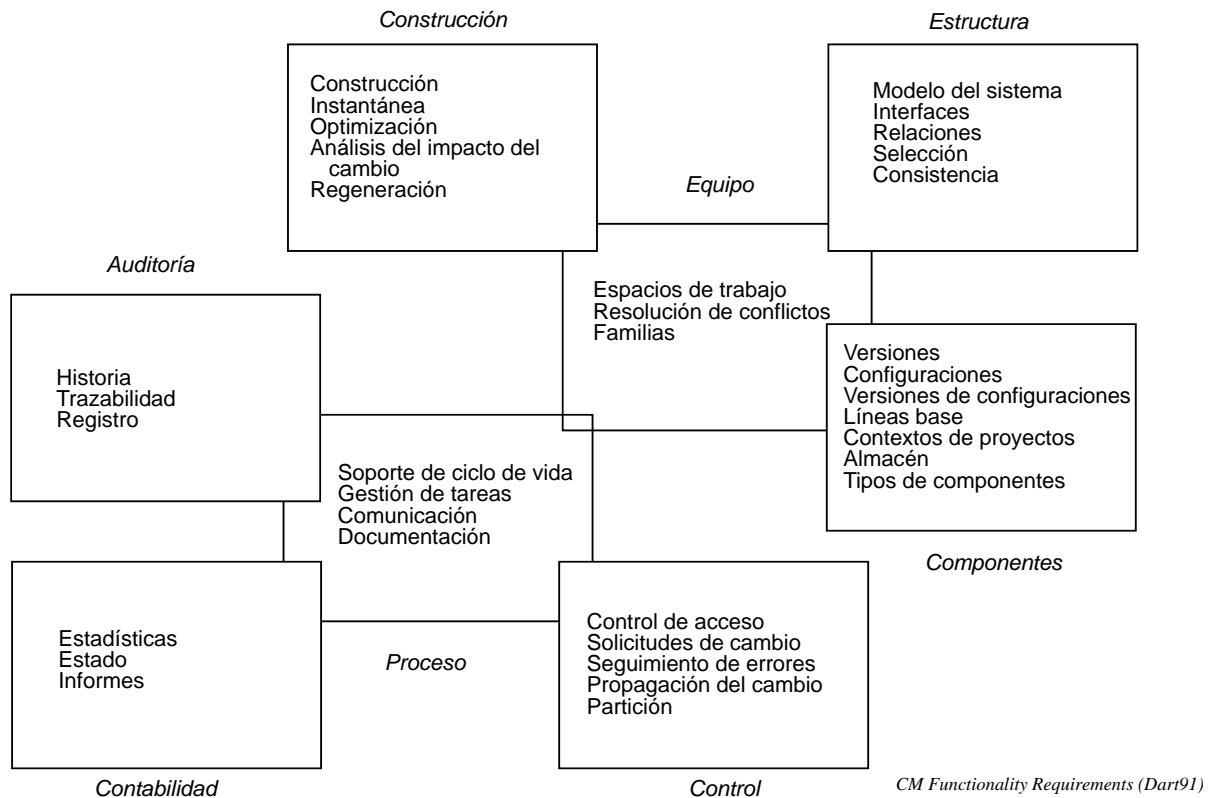 Construcción
Construcción
Instantánea
Optimización
Análisis del impacto del
cambio
Regeneración
Estructura
Modelo del sistema
Interfaces
Relaciones
Selección
Consistencia
Equipo
Espacios de trabajo
Resolución de conflictos
Familias
Auditoría
Historia
Trazabilidad
Registro
Versiones
Configuraciones
Versiones de configuraciones
Líneas base
Contextos de proyectos
Almacén
Tipos de componentes
Componentes
Soporte de ciclo de vida
Gestión de tareas
Comunicación
Documentación
Proceso
Estadísticas
Estado
Informes
Contabilidad
Control de acceso
Solicitudes de cambio
Seguimiento de errores
Propagación del cambio
Partición
Control
CM Functionality Requirements (Dart91)